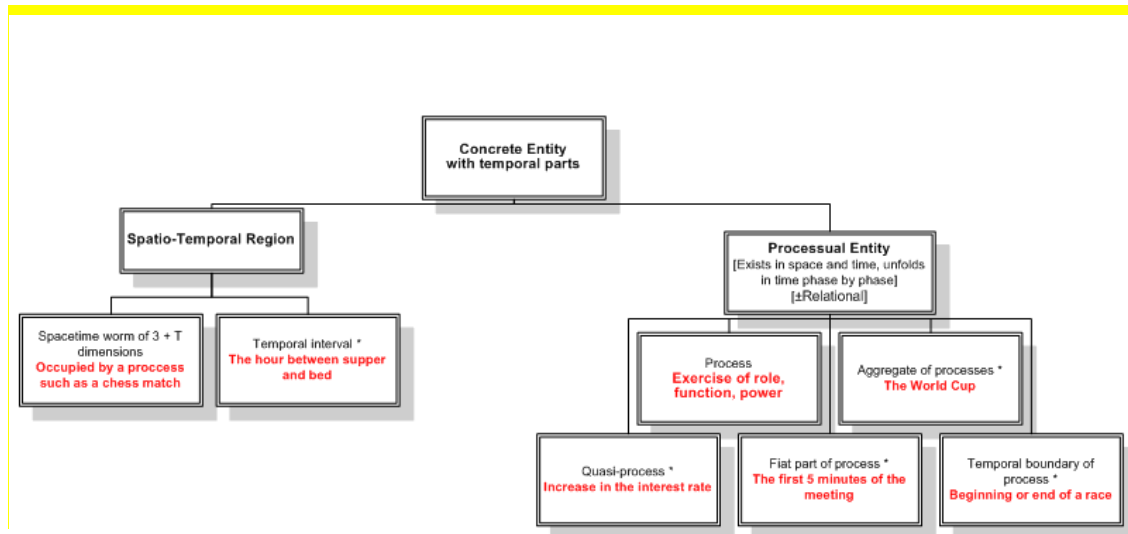 Concrete Entity
with temporal parts
Spatio-Temporal Region
Processual Entity
[Exists in space and time, unfolds
in time phase by phase]
[±Relational]
Spacetime worm of 3 + T
dimensions
Occupied by a proccess
such as a chess match
Temporal interval *
The hour between supper
and bed
Process
Exercise of role,
function, power
Aggregate of processes *
The World Cup
Quasi-process *
Increase in the interest rate
Fiat part of process *
The first 5 minutes of the
meeting
Temporal boundary of
process *
Beginning or end of a race